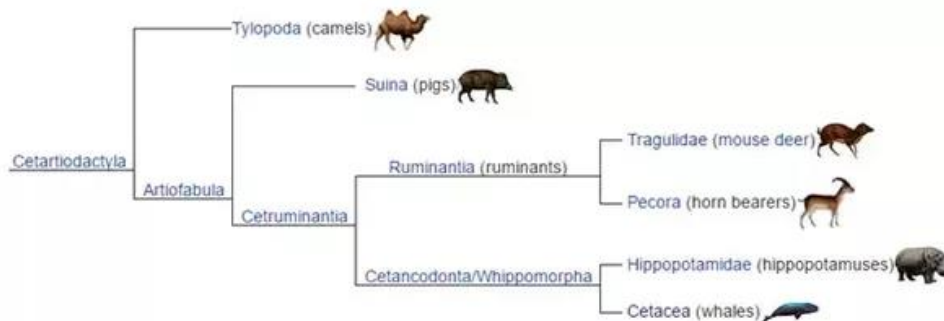 Tylopoda (camels)
Suina (pigs)
Tragulidae (mouse deer)
Cetartiodactyla
Ruminantia (ruminants)
Artiofabula
Pecora (horn bearers)
Cetruminantia
Hippopotamidae (hippopotamuses)
Cetancodonta/Whippomorpha
Cetacea (whales)